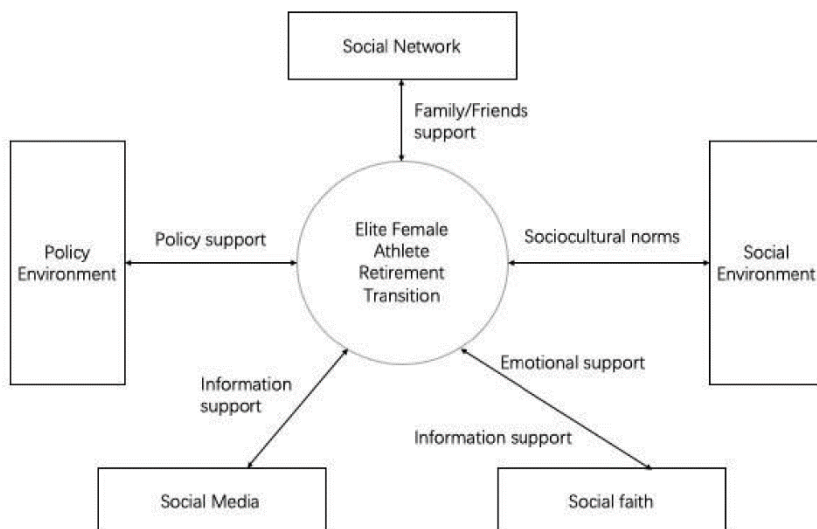 Social Network
Family/Friends
support
Policy
Environment
Policy support
Elite Female
Athlete
Retirement
Transition
Sociocultural norms
Social
Environment
Information
support
Emotional support
Information support
Social Media
Social faith